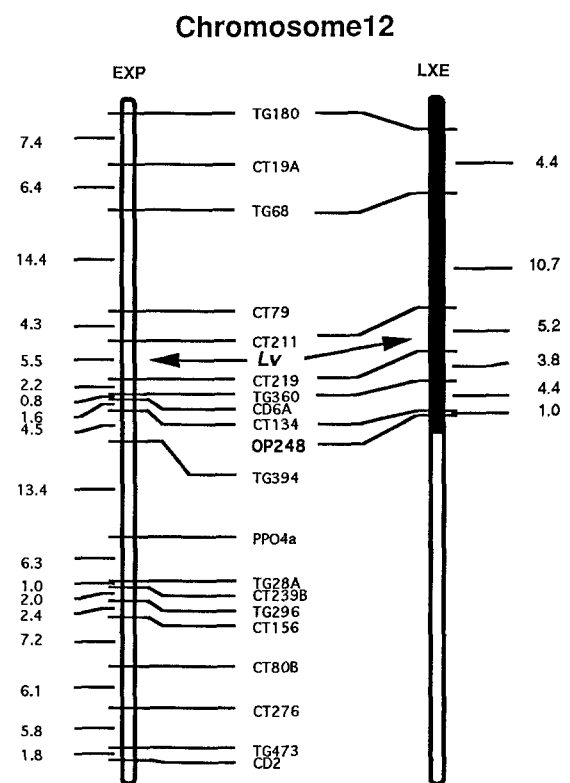 Chromosome12
EXP LXE
TG180
7.4
CT19A 4.4
6.4
TG68
14.4 10.7
CT79
4.3 5.2
CT211
5.5 Lv 3.8
CT219
2.2 4.4
TG360
0.8 CD6A 1.0
1.6 CT134
4.5
OP248
TG394
13.4
PPO4a
6.3
TG28A
1.0 CT239B
2.0 TG296
2.4 CT156
7.2
CT80B
6.1
CT276
5.8
TG473
1.8 CD2